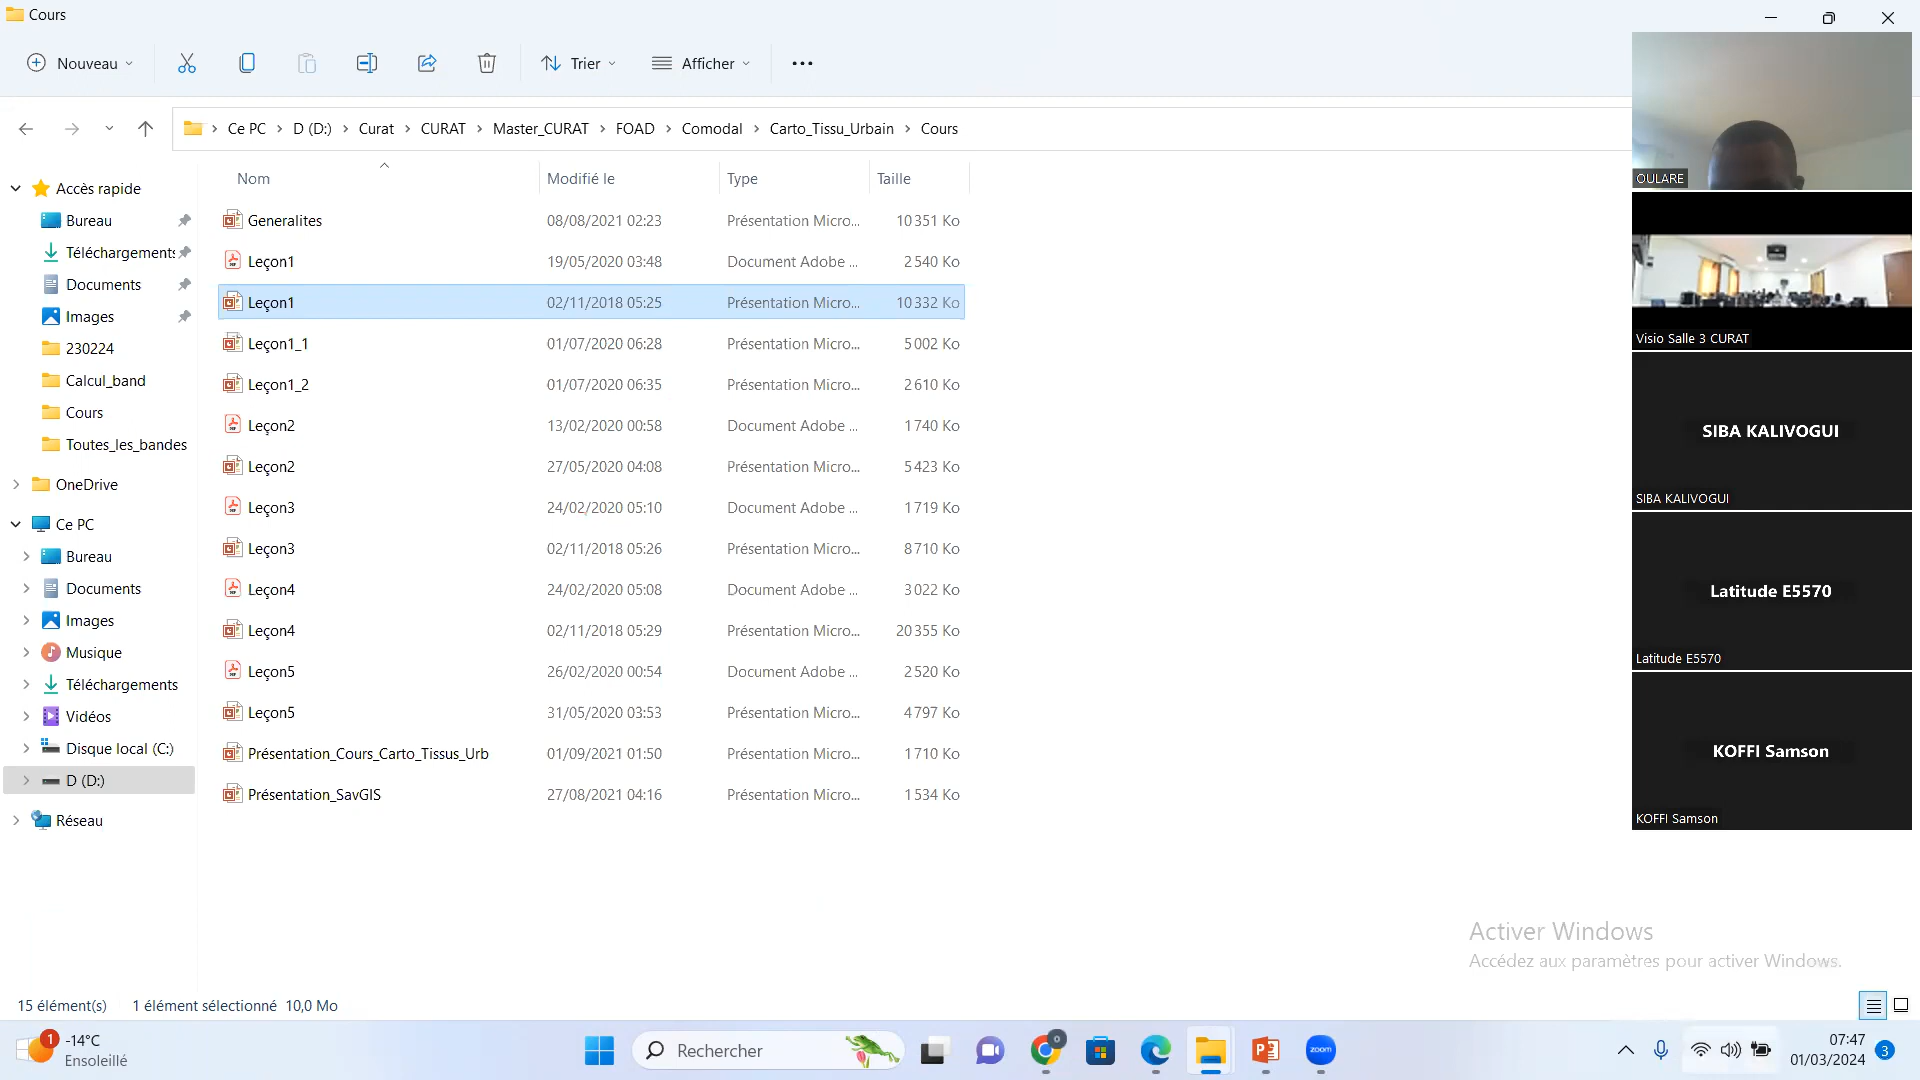 Cours
Nouveau
Trier
Afficher
Ce PC
D (D:)
Curat
CURAT
Master_CURAT
FOAD
Comodal
Carto_Tissu_Urbain
Cours
Nom Modifié le Type Taille
Generalites 08/08/2021 02:23 Présentation Micro... 10 351 Ko
Leçon1 19/05/2020 03:48 Document Adobe ... 2 540 Ko
Leçon1 02/11/2018 05:25 Présentation Micro... 10 332 Ko
Leçon1_1 01/07/2020 06:28 Présentation Micro... 5 002 Ko
Leçon1_2 01/07/2020 06:35 Présentation Micro... 2 610 Ko
Leçon2 13/02/2020 00:58 Document Adobe ... 1 740 Ko
Leçon2 27/05/2020 04:08 Présentation Micro... 5 423 Ko
Leçon3 24/02/2020 05:10 Document Adobe ... 1 719 Ko
Leçon3 02/11/2018 05:26 Présentation Micro... 8 710 Ko
Leçon4 24/02/2020 05:08 Document Adobe ... 3 022 Ko
Leçon4 02/11/2018 05:29 Présentation Micro... 20 355 Ko
Leçon5 26/02/2020 00:54 Document Adobe ... 2 520 Ko
Leçon5 31/05/2020 03:53 Présentation Micro... 4 797 Ko
Présentation_Cours_Carto_Tissus_Urb 01/09/2021 01:50 Présentation Micro... 1 710 Ko
Présentation_SavGIS 27/08/2021 04:16 Présentation Micro... 1 534 Ko
Accès rapide
Bureau
Téléchargements
Documents
Images
230224
Calcul_band
Cours
Toutes_les_bandes
OneDrive
Ce PC
Bureau
Documents
Images
Musique
Téléchargements
Vidéos
Disque local (C:)
D (D:)
Réseau
OULARE
Visio Salle 3 CURAT
SIBA KALIVOGUI
SIBA KALIVOGUI
Latitude E5570
Latitude E5570
KOFFI Samson
KOFFI Samson
Activer Windows
Accédez aux paramètres pour activer Windows.
15 élément(s) 1 élément sélectionné 10,0 Mo
1
-14°C
Ensoleillé
Rechercher
zoom
07:47
01/03/2024
3